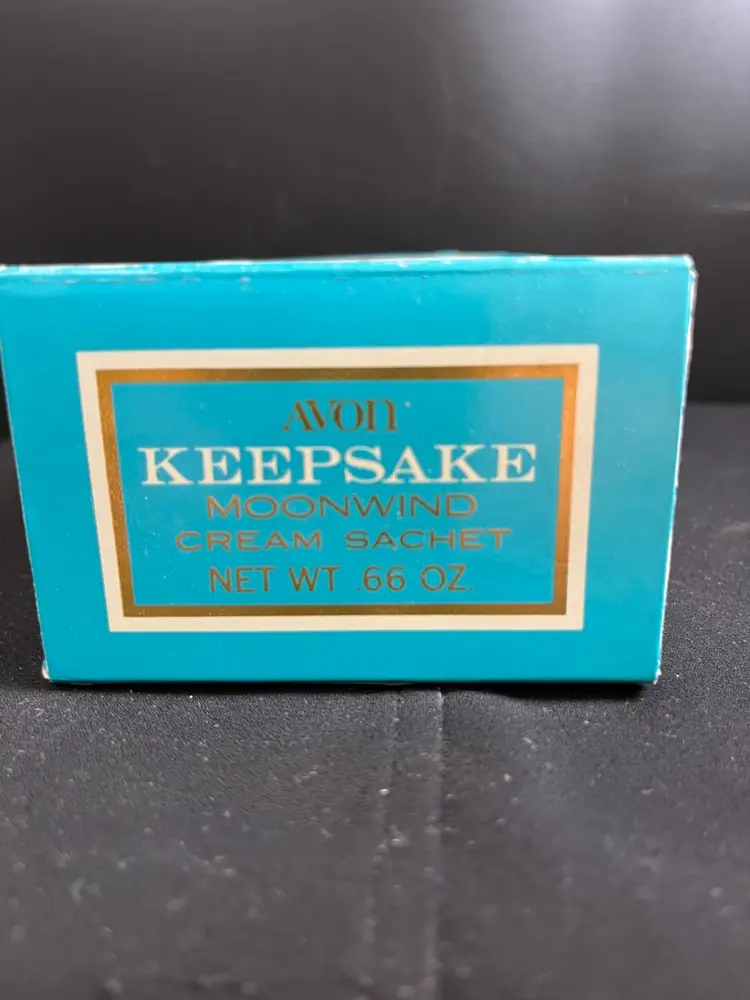 AVON
KEEPSAKE
MOONWIND
CREAM SACHET
NET WT .66 OZ.